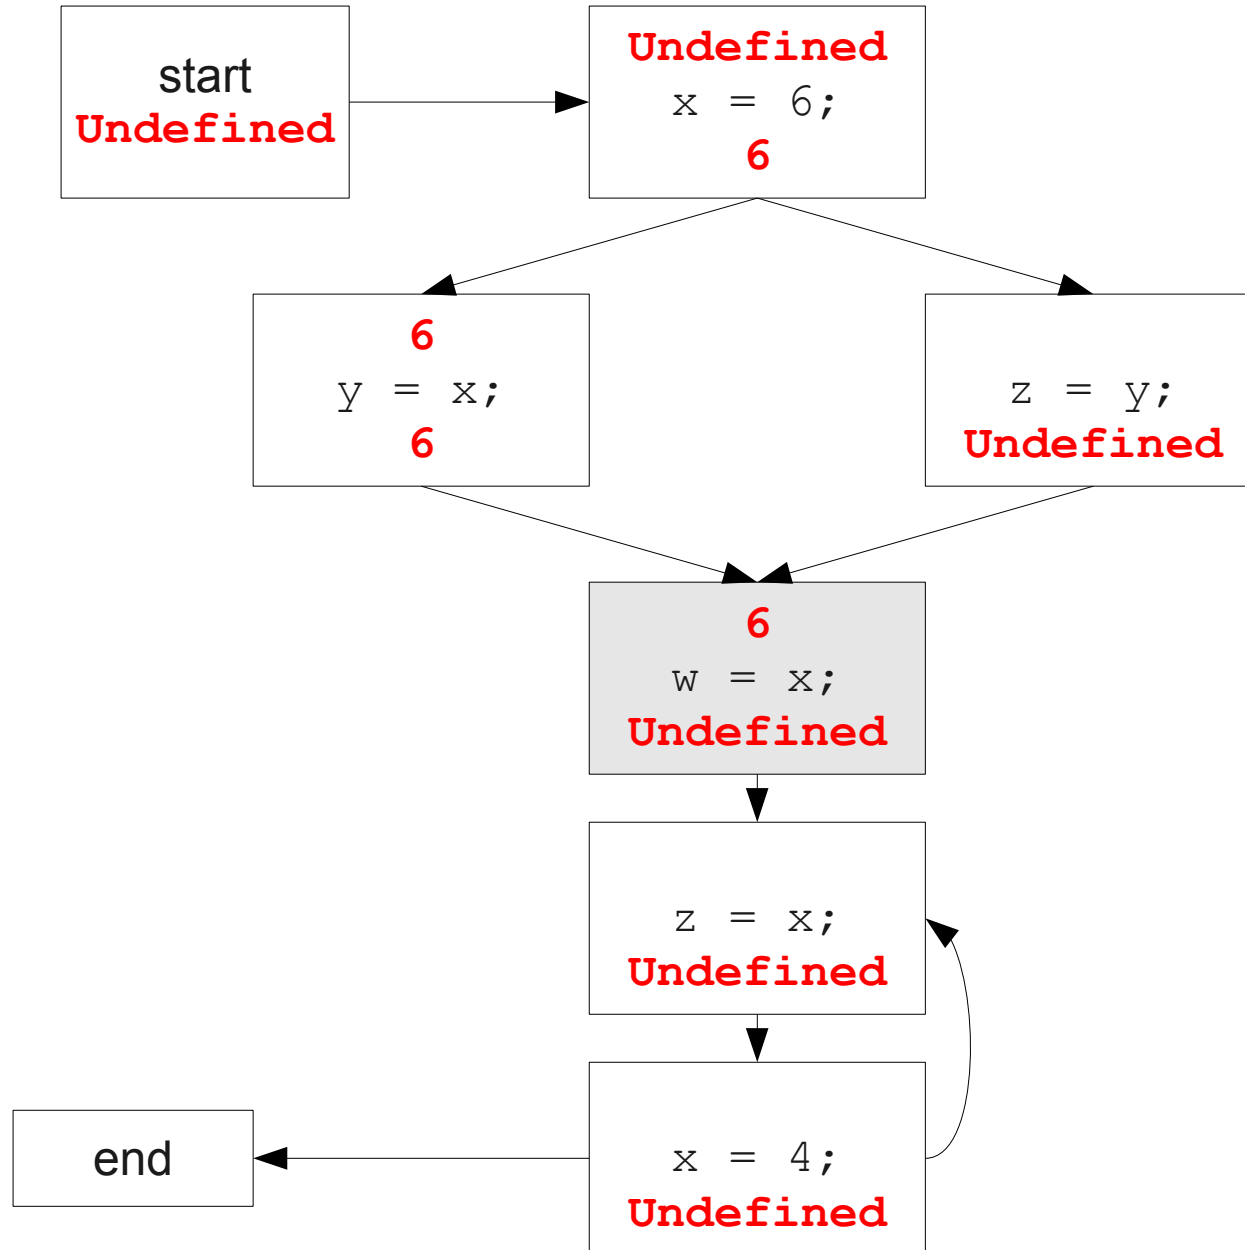 start
Undefined
Undefined
x = 6;
6
6
y = x;
6
z = y;
Undefined
6
w = x;
Undefined
z = x;
Undefined
end
x = 4;
Undefined